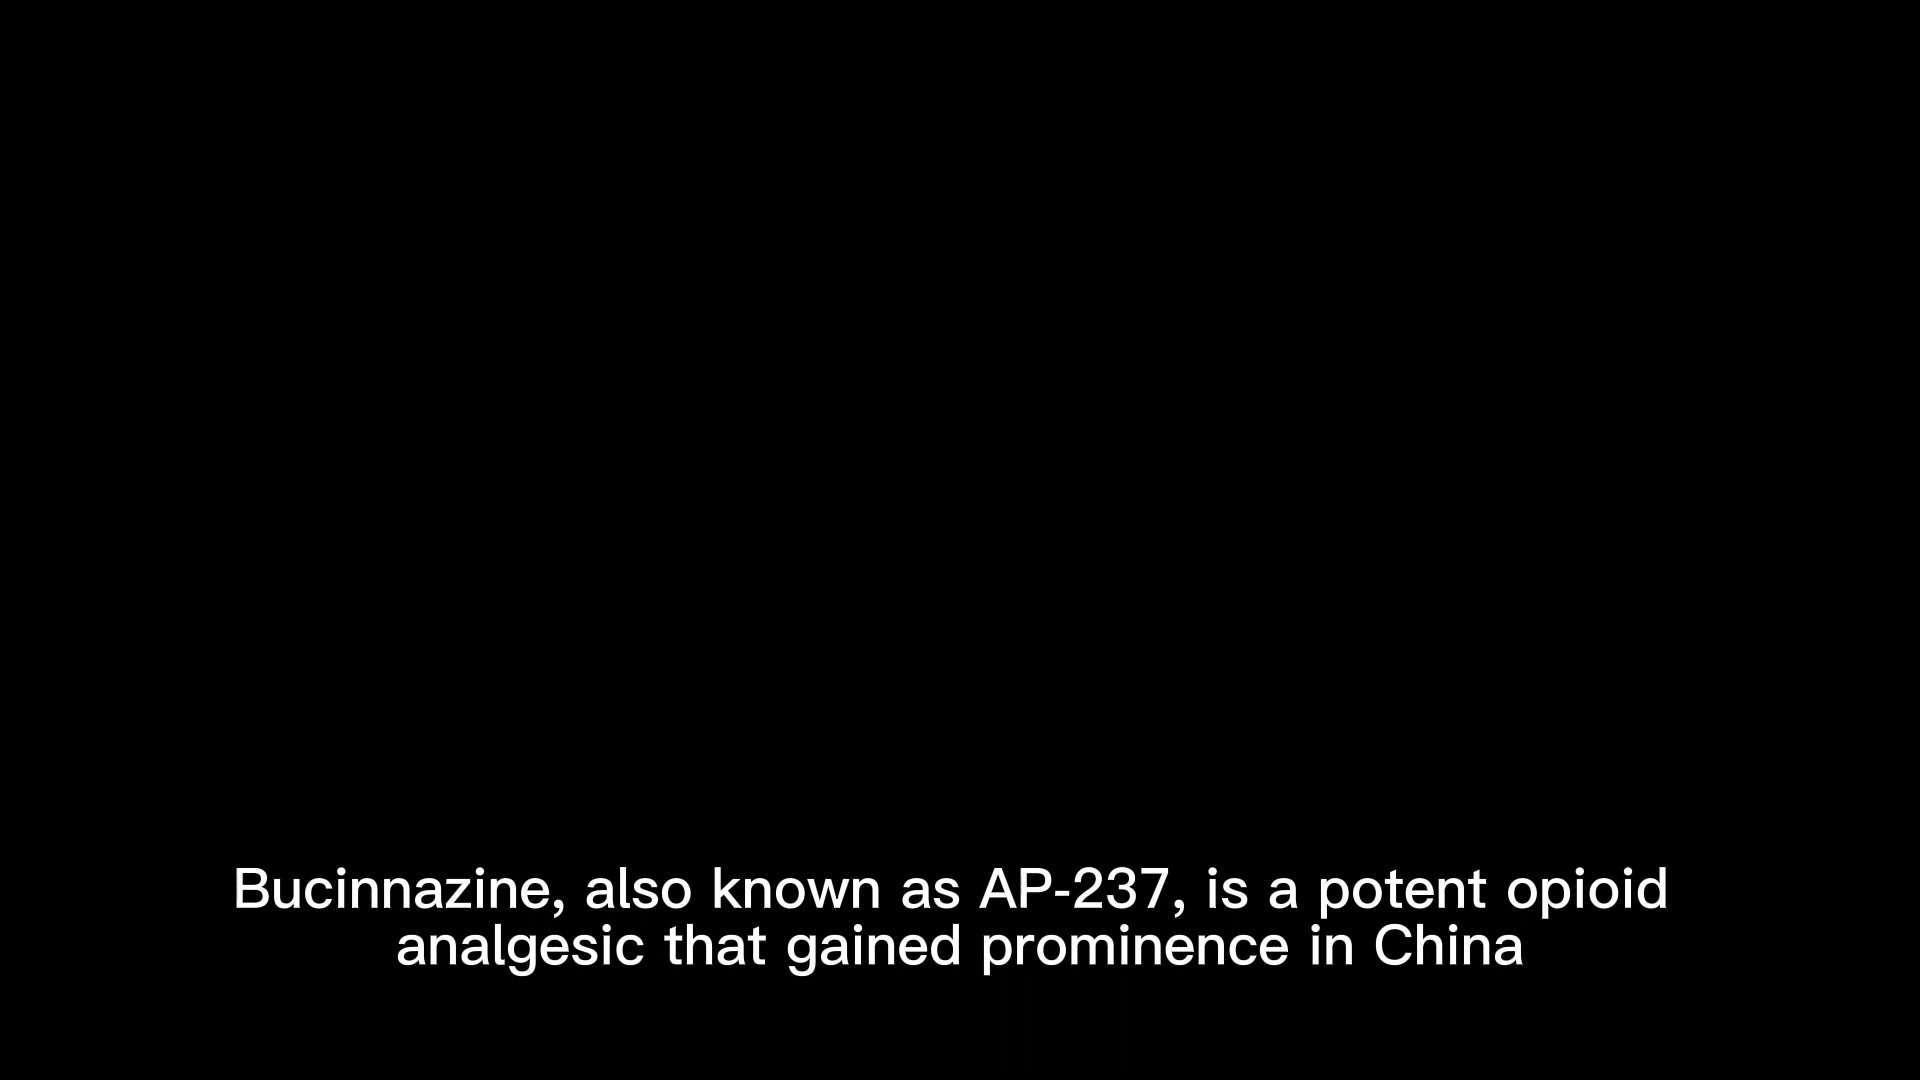 Bucinnazine, also known as AP-237, is a potent opioid
analgesic that gained prominence in China